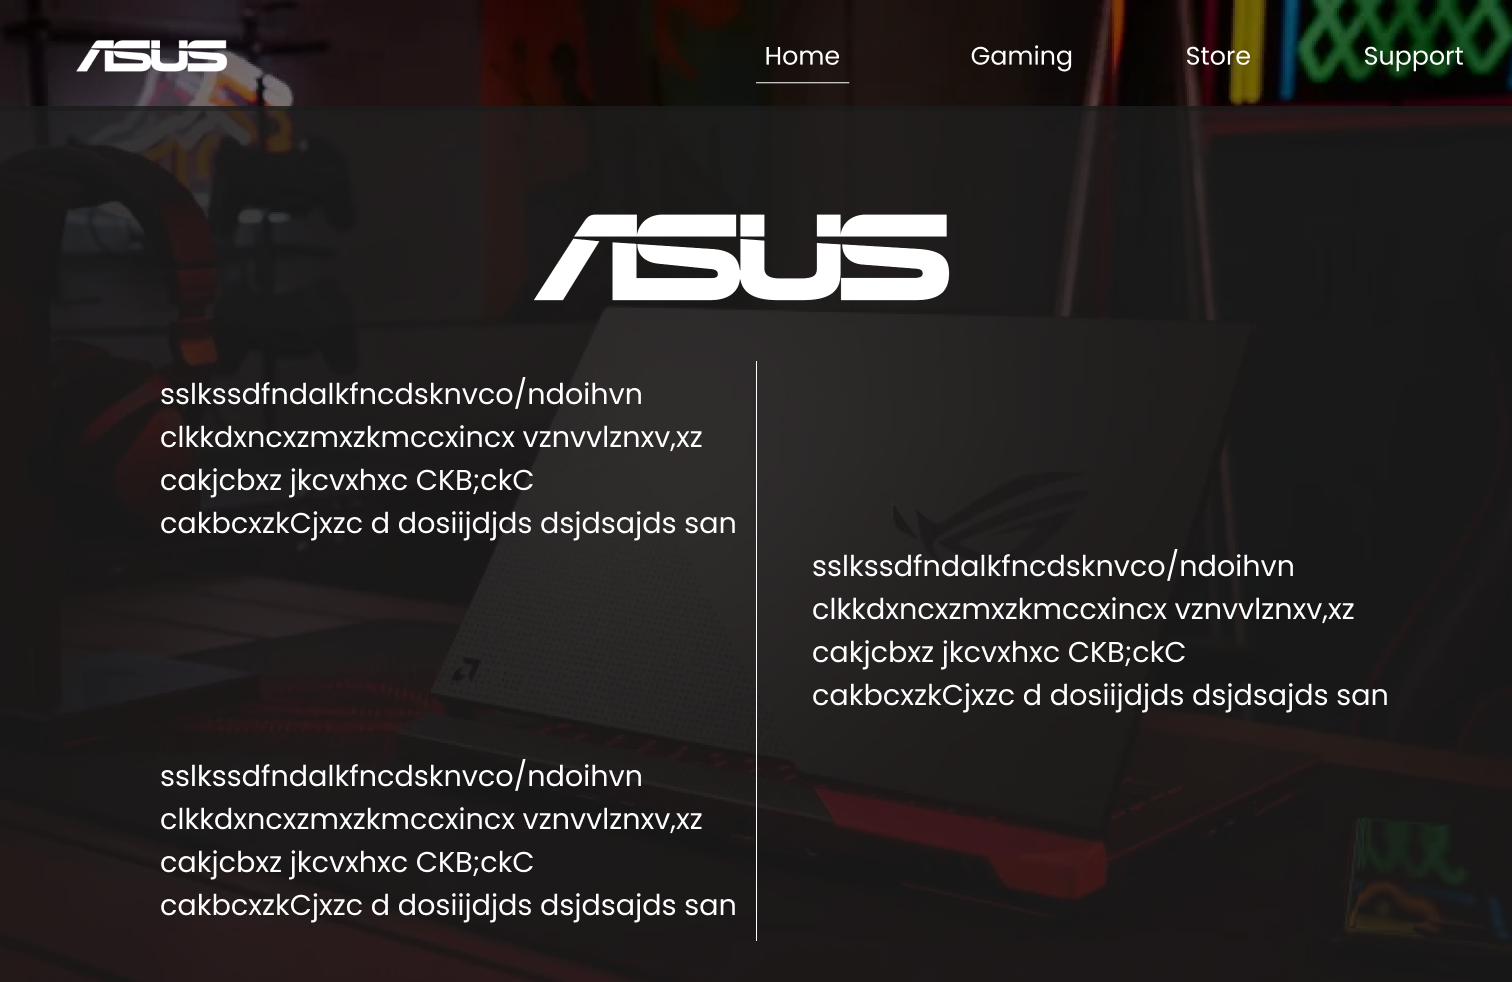 ASUS
Home
Gaming
Store
Support
ASUS
sslkssdfndalkfncdsknvco/ndoihvn
clkkdxncxzmxzkmccxincx vznvvlznxv,xz
cakjcbxz jkcvxhxc CKB;ckC
cakbcxzkCjxzc d dosiijdjds dsjdsajds san
sslkssdfndalkfncdsknvco/ndoihvn
clkkdxncxzmxzkmccxincx vznvvlznxv,xz
cakjcbxz jkcvxhxc CKB;ckC
cakbcxzkCjxzc d dosiijdjds dsjdsajds san
sslkssdfndalkfncdsknvco/ndoihvn
clkkdxncxzmxzkmccxincx vznvvlznxv,xz
cakjcbxz jkcvxhxc CKB;ckC
cakbcxzkCjxzc d dosiijdjds dsjdsajds san